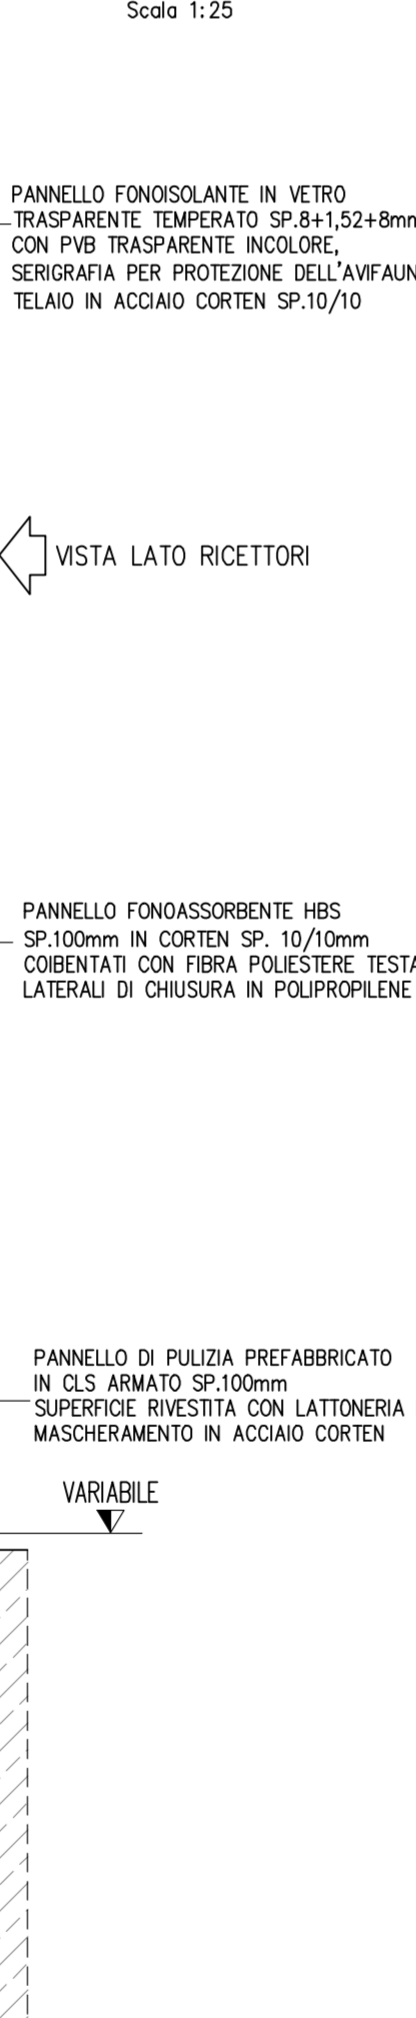 Scala 1:25
PANNELLO FONOISOLANTE IN VETRO
TRASPARENTE TEMPERATO SP.8+1,52+8mm
CON PVB TRASPARENTE INCOLORE,
SERIGRAFIA PER PROTEZIONE DELL'AVIFAUN
TELAIO IN ACCIAIO CORTEN SP.10/10
VISTA LATO RICETTORI
PANNELLO FONOASSORBENTE HBS
SP.100mm IN CORTEN SP. 10/10mm
COIBENTATI CON FIBRA POLIESTERE TESTA
LATERALI DI CHIUSURA IN POLIPROPILENE
PANNELLO DI PULIZIA PREFABBRICATO
IN CLS ARMATO SP.100mm
SUPERFICIE RIVESTITA CON LATTONERIA
MASCHERAMENTO IN ACCIAIO CORTEN
VARIABILE